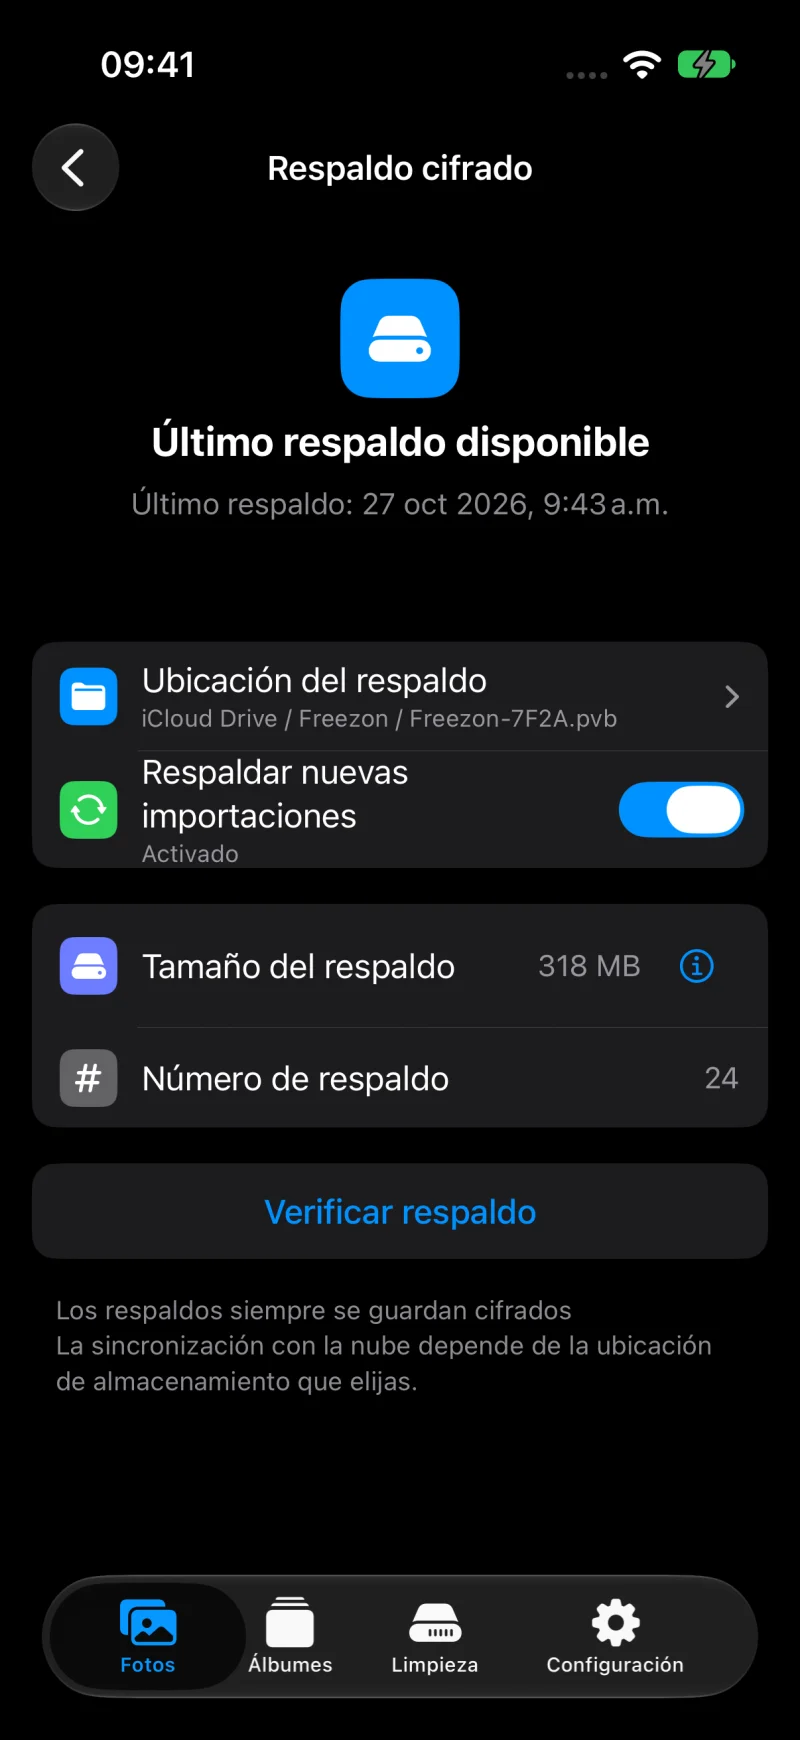 09:41
Respaldo cifrado
Último respaldo disponible
Último respaldo: 27 oct 2026, 9:43 a.m.
Ubicación del respaldo
iCloud Drive / Freezon / Freezon-7F2A.pvb
Respaldar nuevas
importaciones
Activado
Tamaño del respaldo 318 MB
# Número de respaldo 24
Verificar respaldo
Los respaldos siempre se guardan cifrados
La sincronización con la nube depende de la ubicación
de almacenamiento que elijas.
Fotos Álbumes Limpieza Configuración